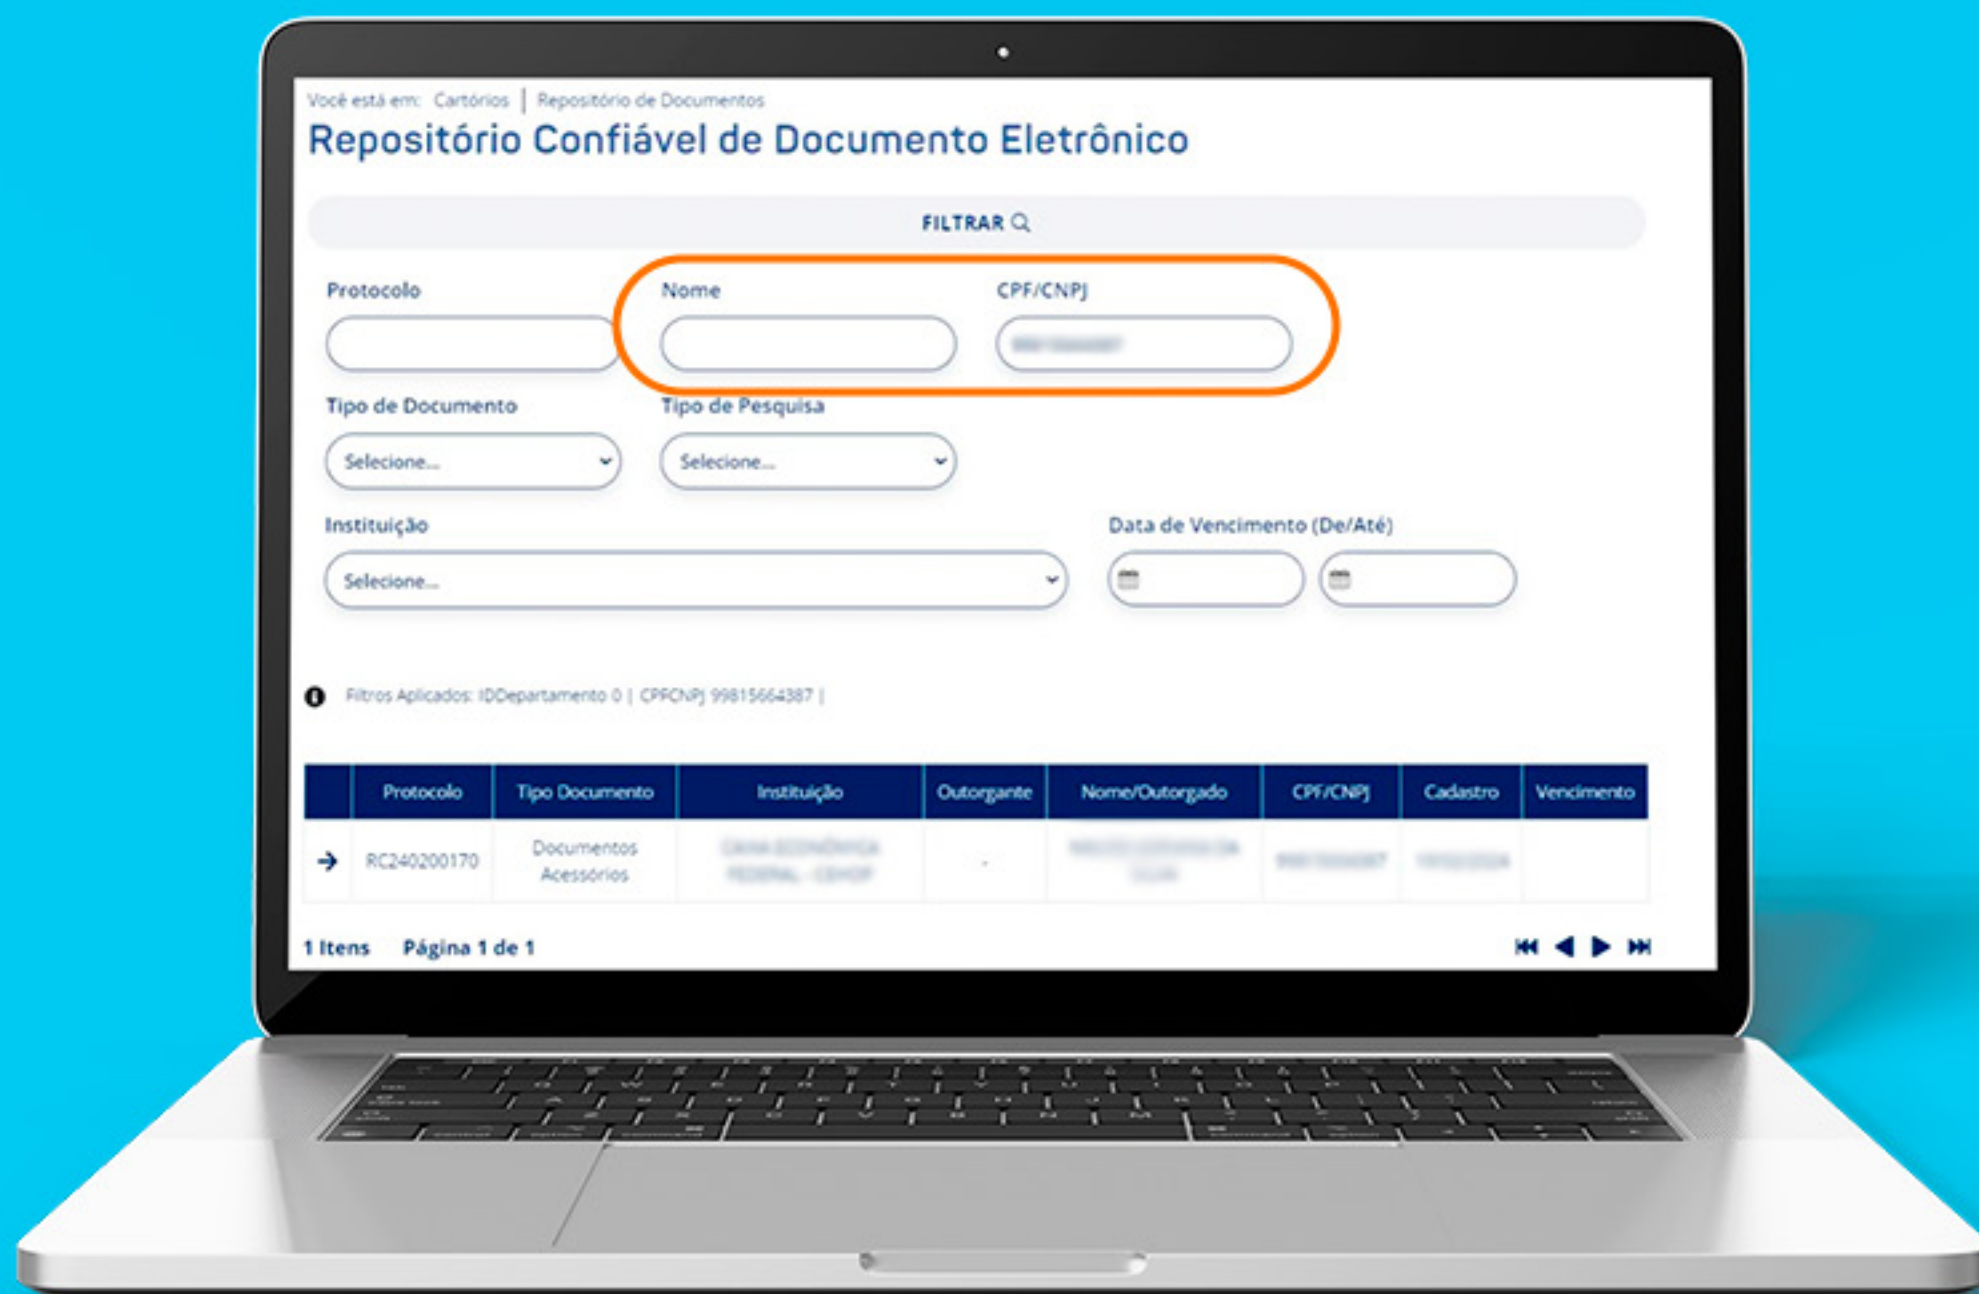 Você está em: Cartórios | Repositório de Documentos
Repositório Confiável de Documento Eletrônico
FILTRAR
Protocolo Nome CPF/CNPJ
Tipo de Documento Tipo de Pesquisa
Selecione... Selecione...
Instituição Data de Vencimento (De/Até)
Selecione...
Filtros Aplicados: IDDepartamento 0 | CPFCNPJ 99815664387 |
Protocolo Tipo Documento Instituição Outorgante Nome/Outorgado CPF/CNPJ Cadastro Vencimento
RC240200170 Documentos Acessórios -
1 Itens Página 1 de 1